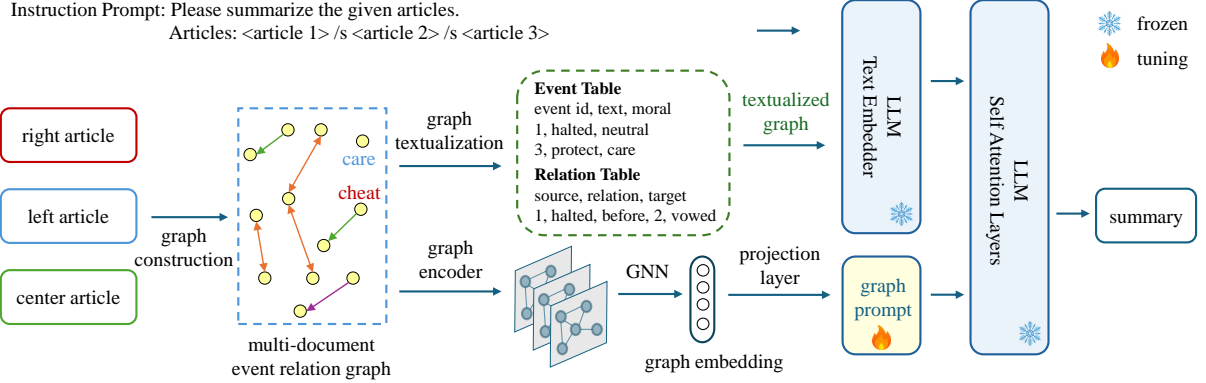 Instruction Prompt: Please summarize the given articles.
Articles: <article 1> /s <article 2> /s <article 3>
frozen
tuning
right article
left article
center article
graph
construction
care
cheat
multi-document
event relation graph
graph
textualization
Event Table
event id, text, moral
1, halted, neutral
3, protect, care
Relation Table
source, relation, target
1, halted, before, 2, vowed
textualized
graph
graph
encoder
GNN
graph embedding
projection
layer
LLM
Text Embedder
graph
prompt
LLM
Self Attention Layers
summary